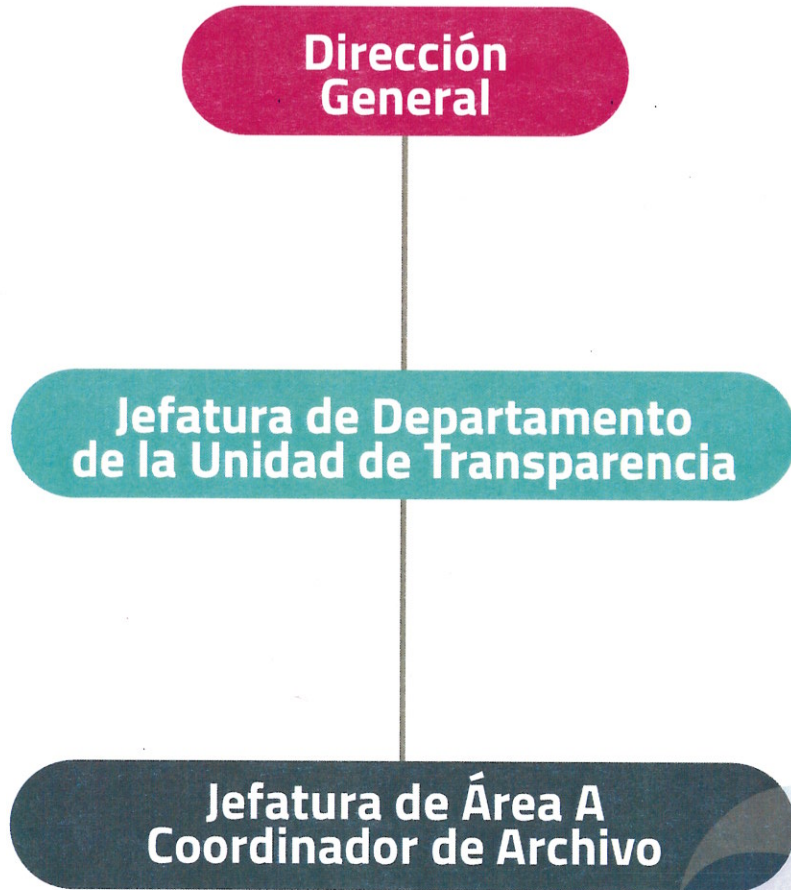 Dirección
General
Jefatura de Departamento
de la Unidad de Transparencia
Jefatura de Área A
Coordinador de Archivo